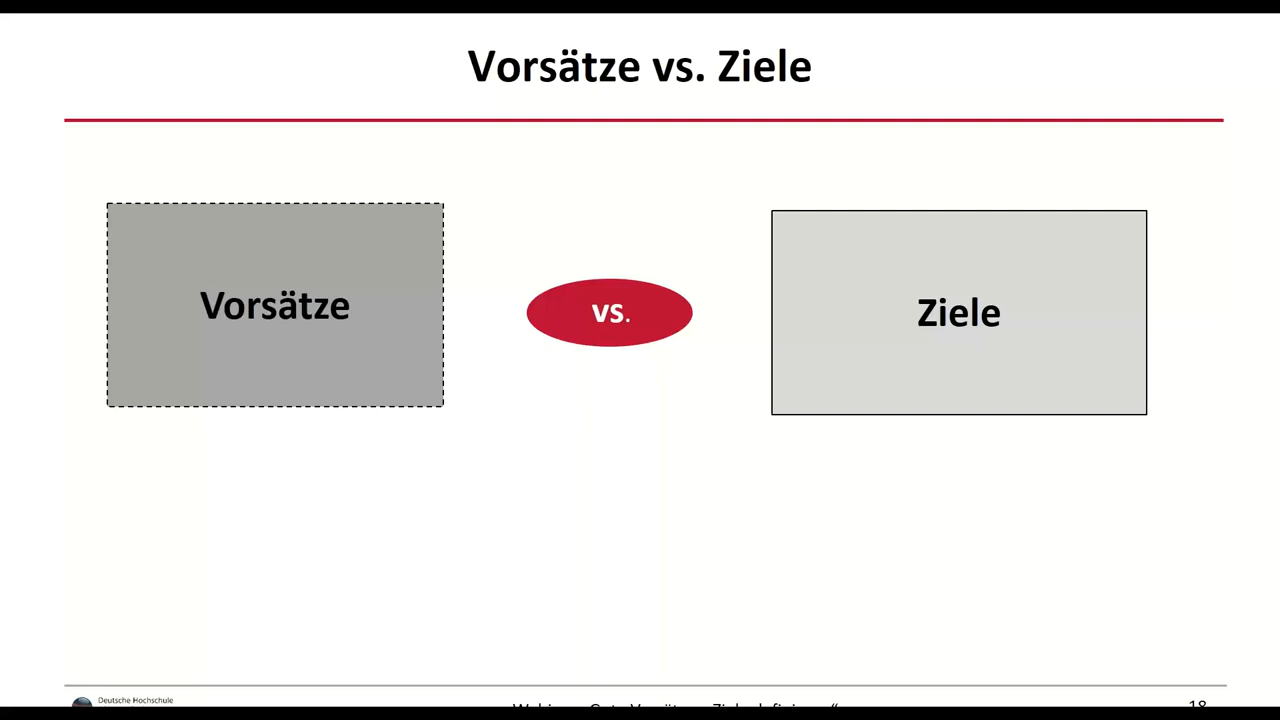 Vorsätze vs. Ziele
Vorsätze
vs.
Ziele
Deutsche Hochschule
18